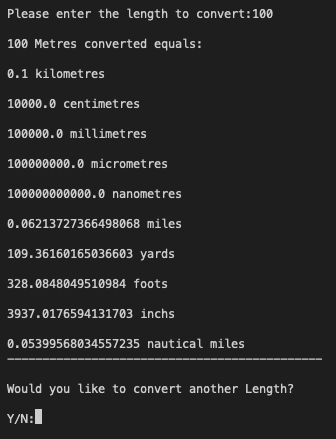 Please enter the length to convert:100
100 Metres converted equals:
0.1 kilometres
10000.0 centimetres
100000.0 millimetres
100000000.0 micrometres
100000000000.0 nanometres
0.06213727366498068 miles
109.36160165036603 yards
328.0848049510984 foots
3937.0176594131703 inchs
0.05399568034557235 nautical miles
---------------------------------------------
Would you like to convert another Length?
Y/N: